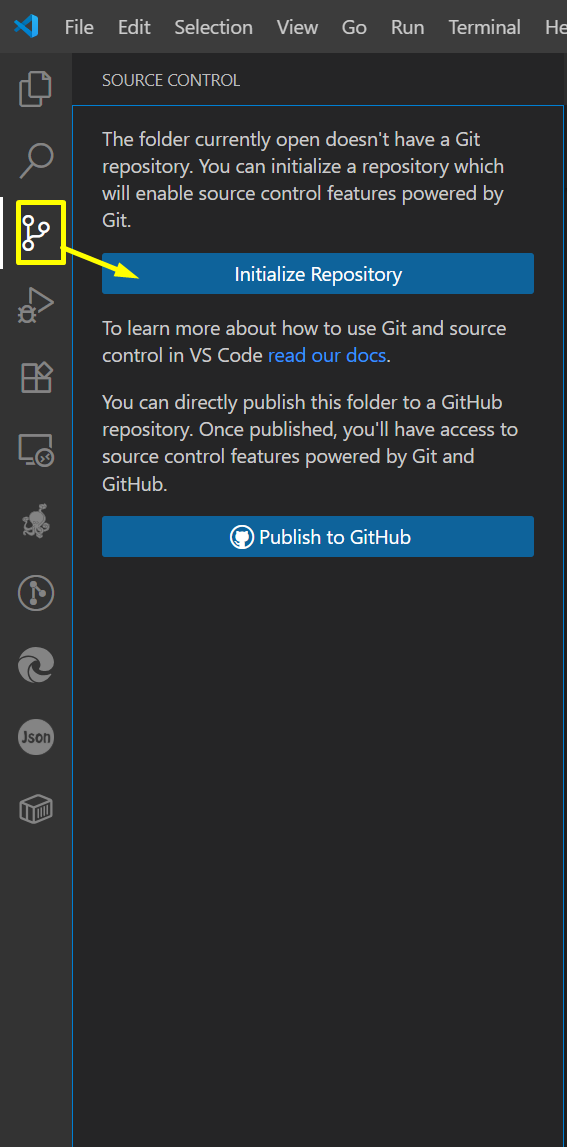 File Edit Selection View Go Run Terminal He
SOURCE CONTROL
The folder currently open doesn't have a Git
repository. You can initialize a repository which
will enable source control features powered by
Git.
Initialize Repository
To learn more about how to use Git and source
control in VS Code read our docs.
You can directly publish this folder to a GitHub
repository. Once published, you'll have access to
source control features powered by Git and
GitHub.
Publish to GitHub
Json